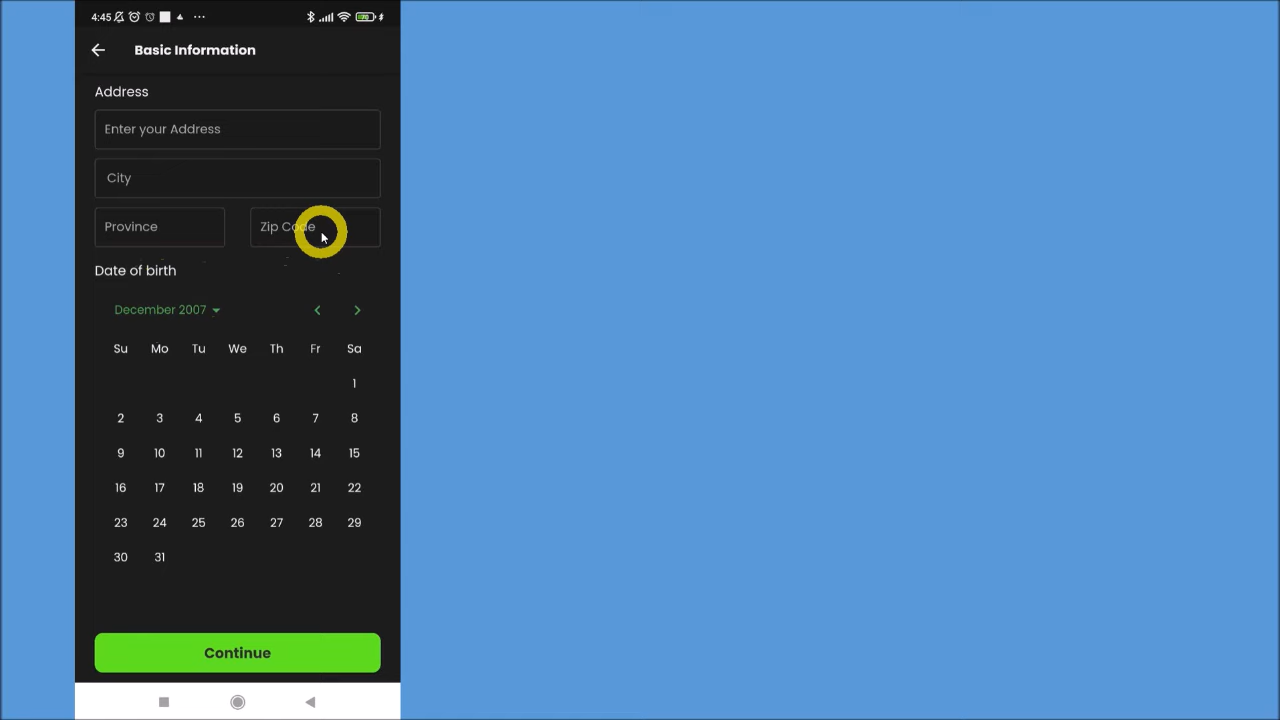 4:45
Basic Information
Address
Enter your Address
City
Province Zip Code
Date of birth
December 2007
Su Mo Tu We Th Fr Sa
1
2 3 4 5 6 7 8
9 10 11 12 13 14 15
16 17 18 19 20 21 22
23 24 25 26 27 28 29
30 31
Continue